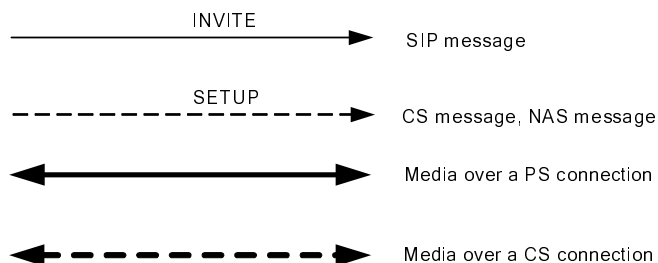 INVITE
SIP message
SETUP
CS message, NAS message
Media over a PS connection
Media over a CS connection